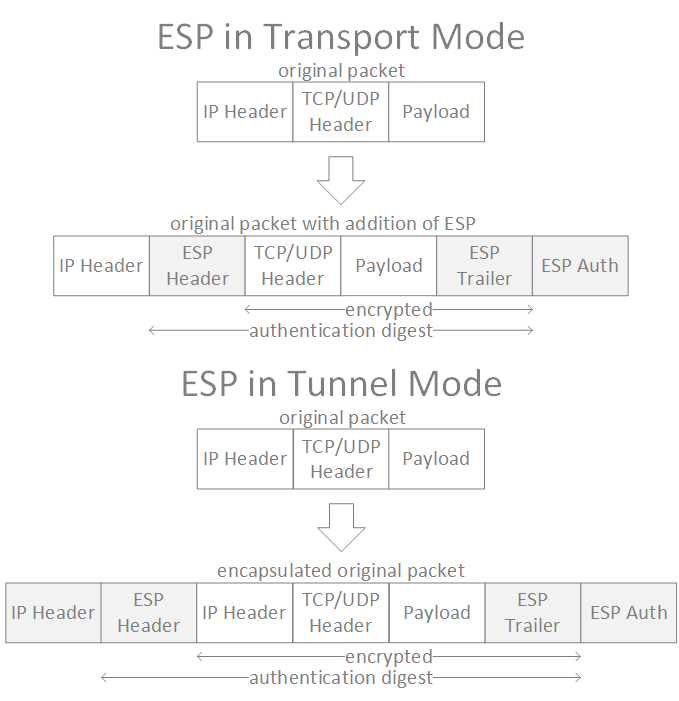 ESP in Transport Mode
original packet
IP Header
TCP/UDP
Header
Payload
original packet with addition of ESP
IP Header
ESP
Header
TCP/UDP
Header
Payload
ESP
Trailer
ESP Auth
encrypted
authentication digest
ESP in Tunnel Mode
original packet
IP Header
TCP/UDP
Header
Payload
encapsulated original packet
IP Header
ESP
Header
IP Header
TCP/UDP
Header
Payload
ESP
Trailer
ESP Auth
encrypted
authentication digest